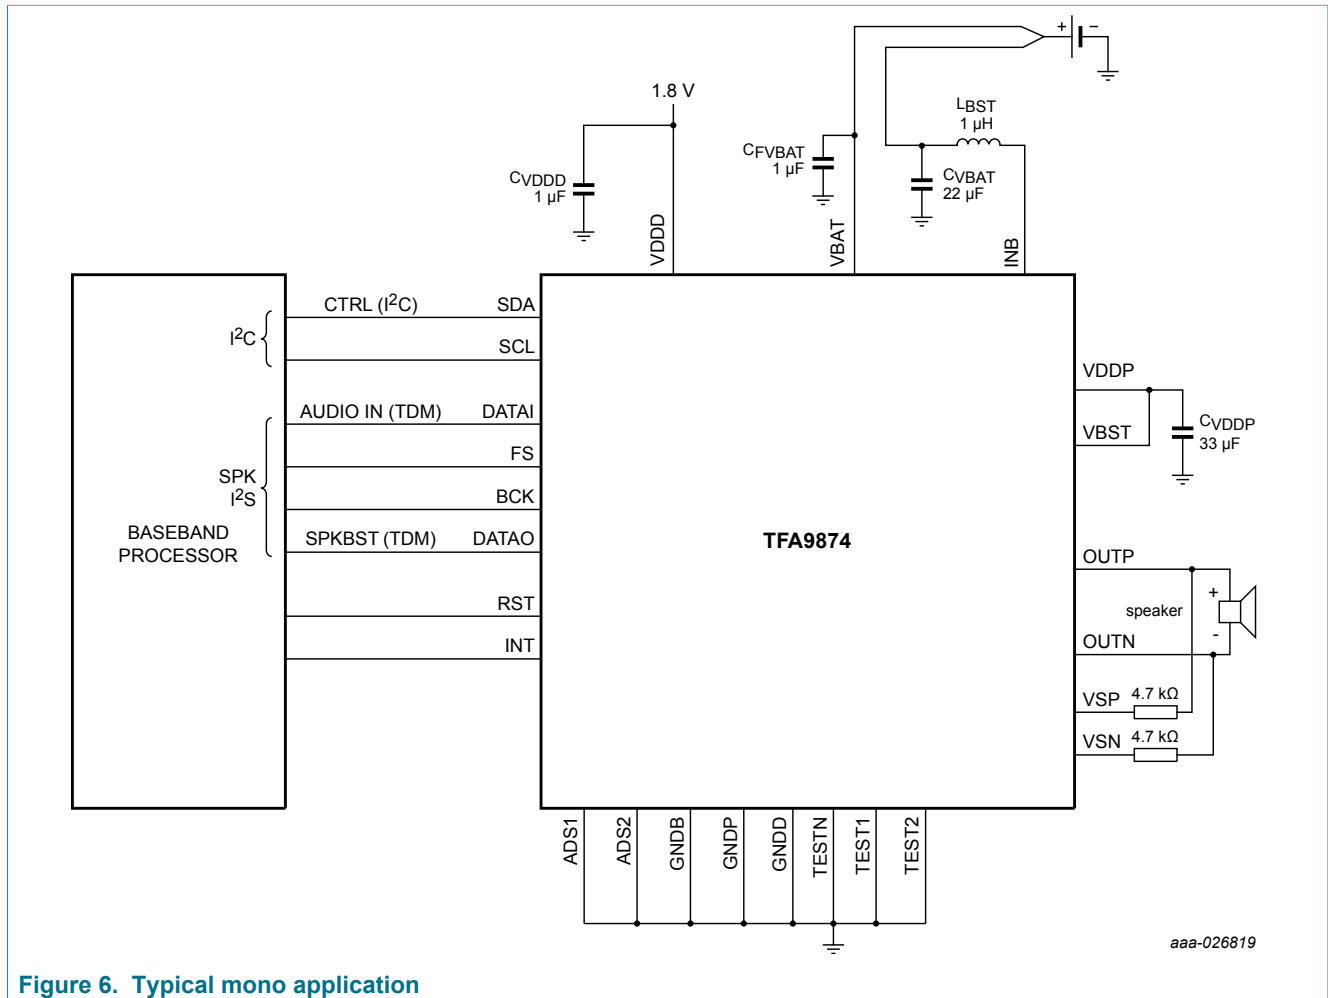 + −
1.8 V
LBST
1 µH
CFVBAT
1 µF
CVBAT
22 µF
CVDDD
1 µF
VDDD
VBAT
INB
CTRL (I2C)
SDA
I2C
SCL
VDDP
AUDIO IN (TDM)
DATAI
CVDDP
33 µF
VBST
FS
SPK
I2S
BCK
BASEBAND
PROCESSOR
SPKBST (TDM)
DATAO
TFA9874
OUTP
RST
+
speaker
-
INT
OUTN
VSP
4.7 kΩ
VSN
4.7 kΩ
ADS1
ADS2
GNDB
GNDP
GNDD
TESTN
TEST1
TEST2
aaa-026819
Figure 6. Typical mono application